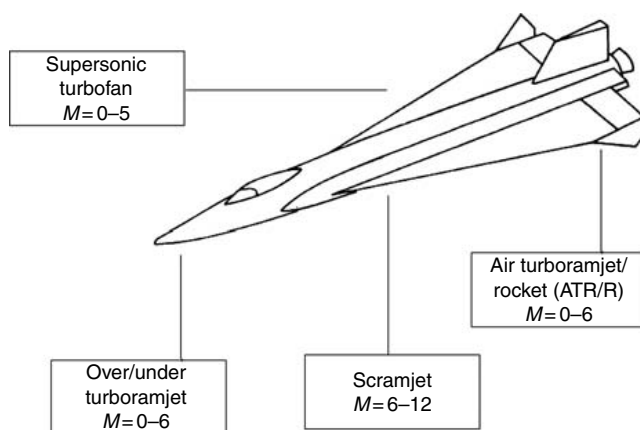 Supersonic
turbofan
M=0–5
Air turboramjet/
rocket (ATR/R)
M=0–6
Over/under
turboramjet
M=0–6
Scramjet
M=6–12